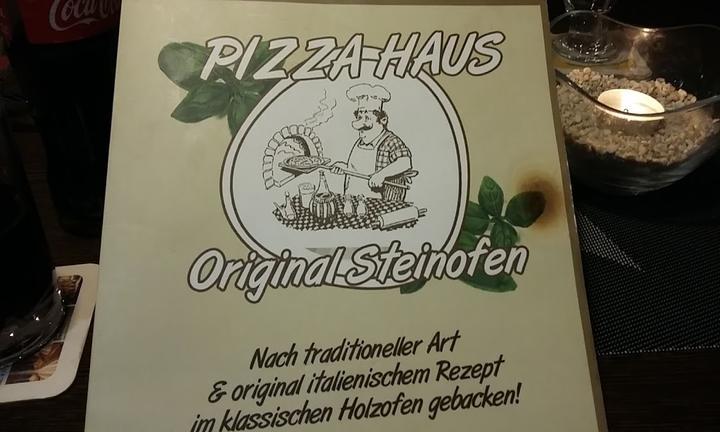 Coca-Cola
PIZZA-HAUS
Original Steinofen
Nach traditioneller Art
& original italienischem Rezept
im klassischen Holzofen gebacken!